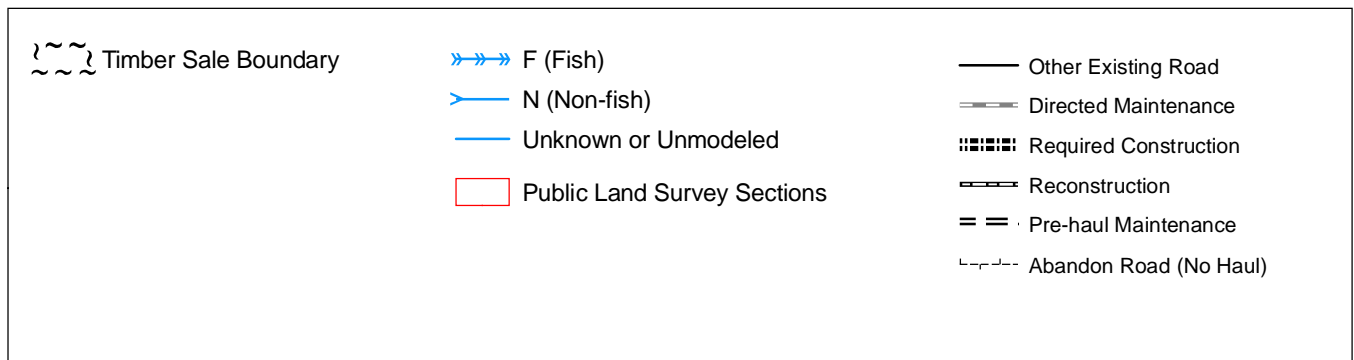 Timber Sale Boundary
F (Fish)
N (Non-fish)
Unknown or Unmodeled
Public Land Survey Sections
Other Existing Road
Directed Maintenance
Required Construction
Reconstruction
Pre-haul Maintenance
Abandon Road (No Haul)